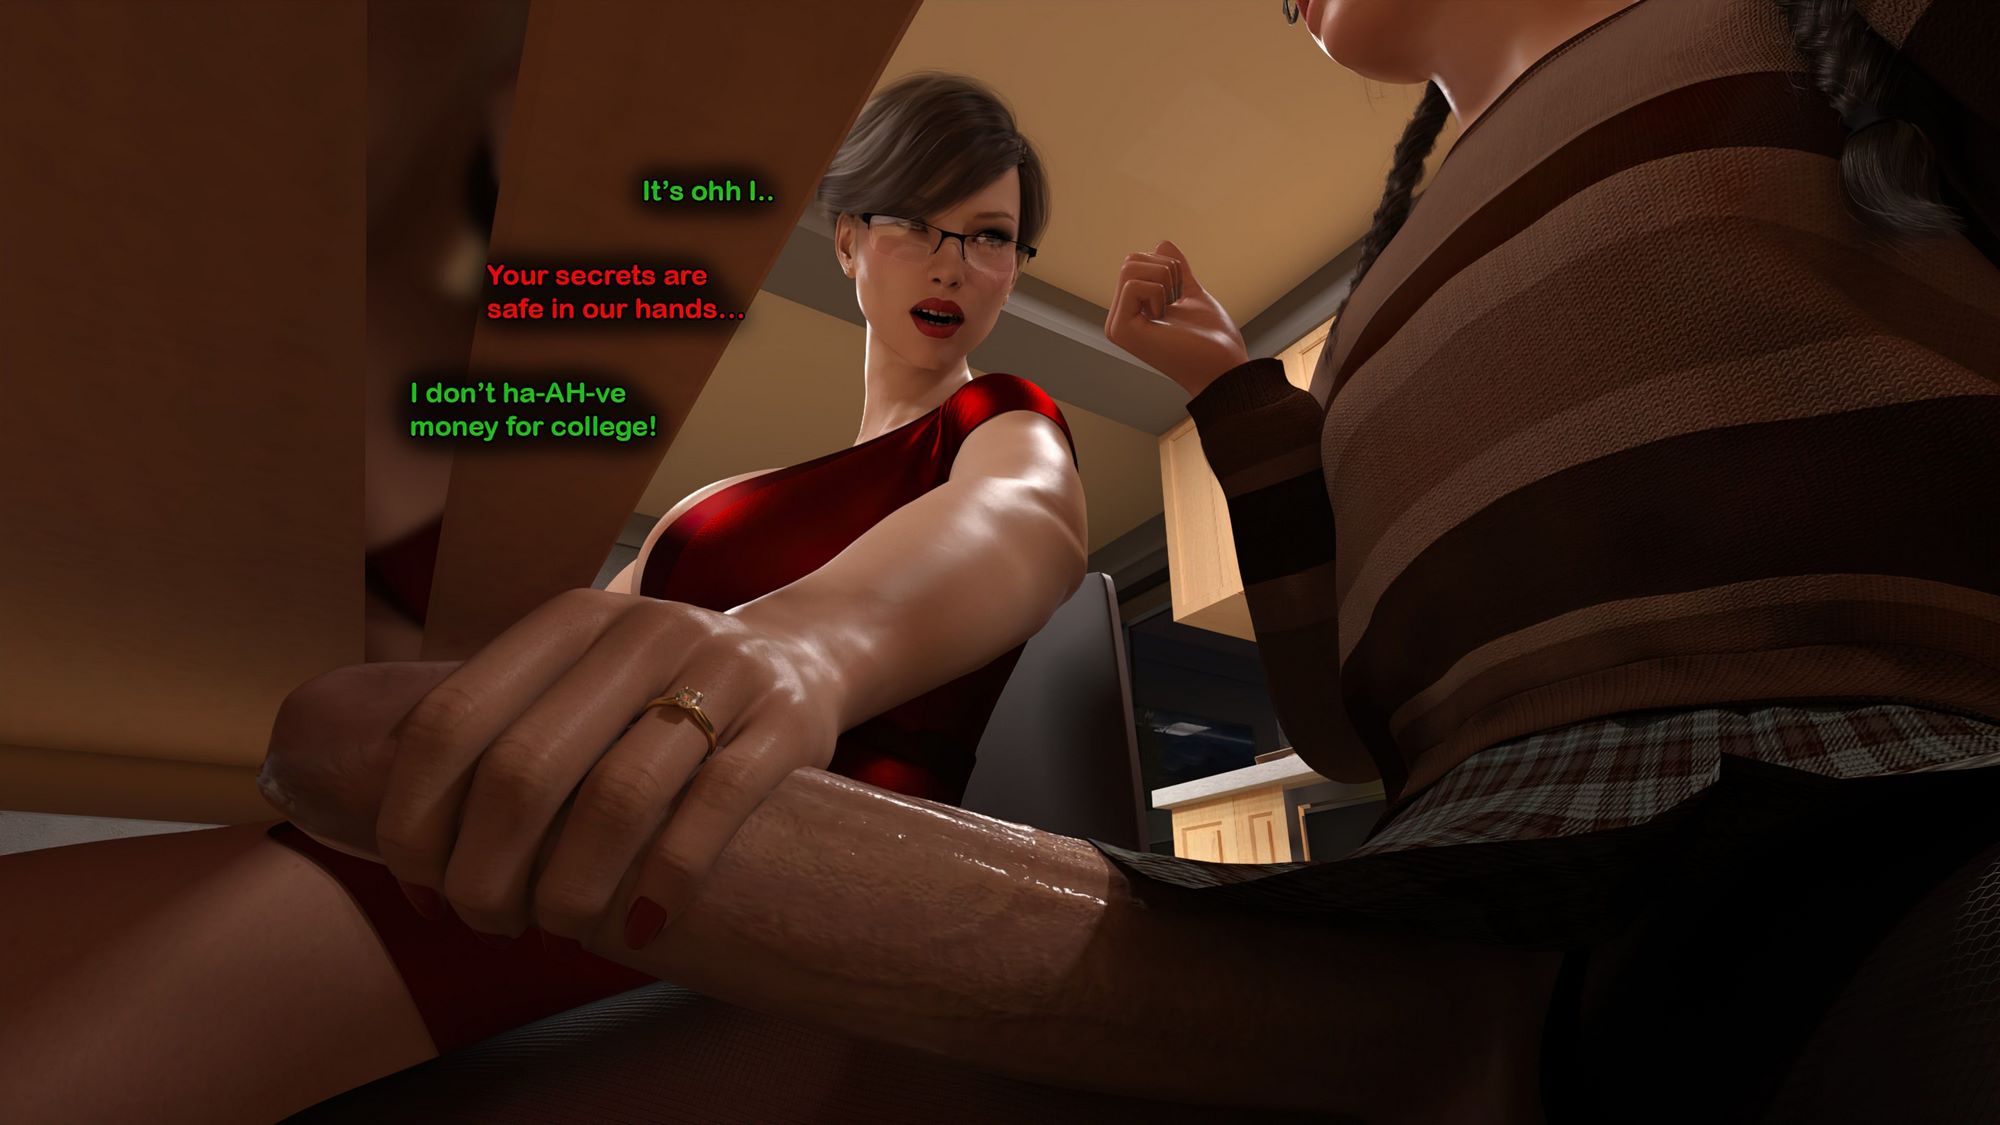 It's ohh I..
Your secrets are
safe in our hands...
I don't ha-AH-ve
money for college!